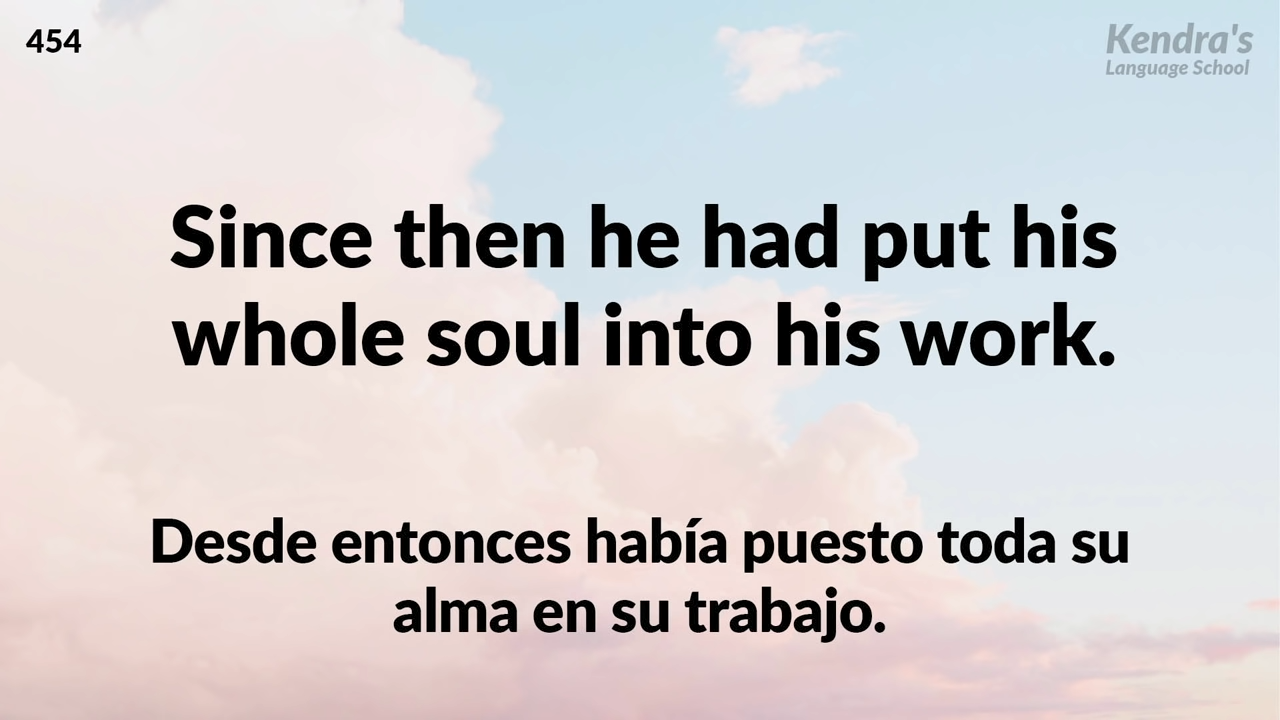 454
Kendra's
Language School
Since then he had put his
whole soul into his work.
Desde entonces había puesto toda su
alma en su trabajo.